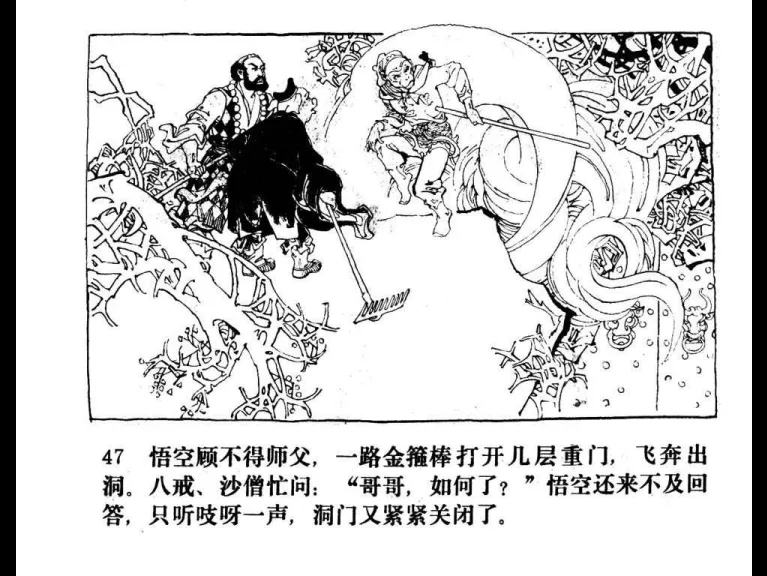 47 悟空顾不得师父，一路金箍棒打开几层重门，飞奔出
洞。八戒、沙僧忙问：“哥哥，如何了？”悟空还来不及回
答，只听吱呀一声，洞门又紧紧关闭了。